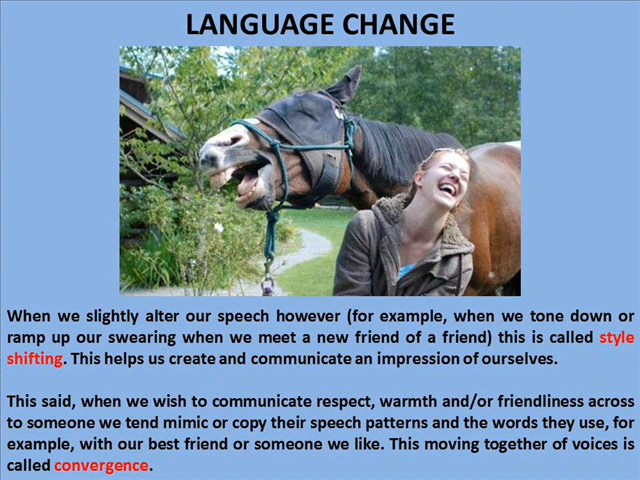 LANGUAGE CHANGE
When we slightly alter our speech however (for example, when we tone down or
ramp up our swearing when we meet a new friend of a friend) this is called style
shifting. This helps us create and communicate an impression of ourselves.
This said, when we wish to communicate respect, warmth and/or friendliness across
to someone we tend mimic or copy their speech patterns and the words they use, for
example, with our best friend or someone we like. This moving together of voices is
called convergence.